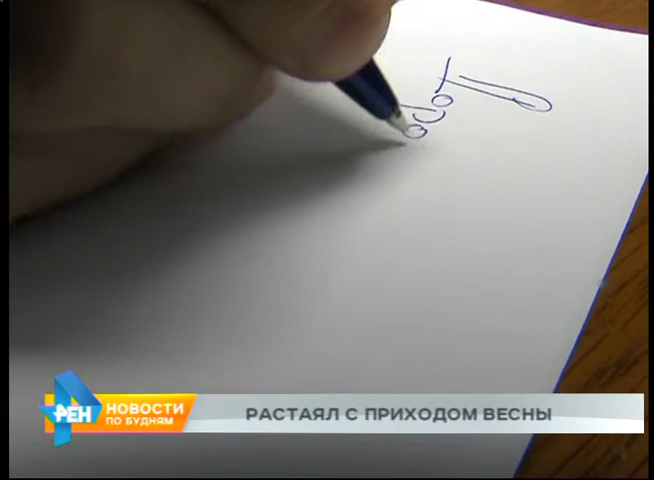 РЕН
НОВОСТИ
ПО БУДНЯМ
РАСТАЯЛ С ПРИХОДОМ ВЕСНЫ